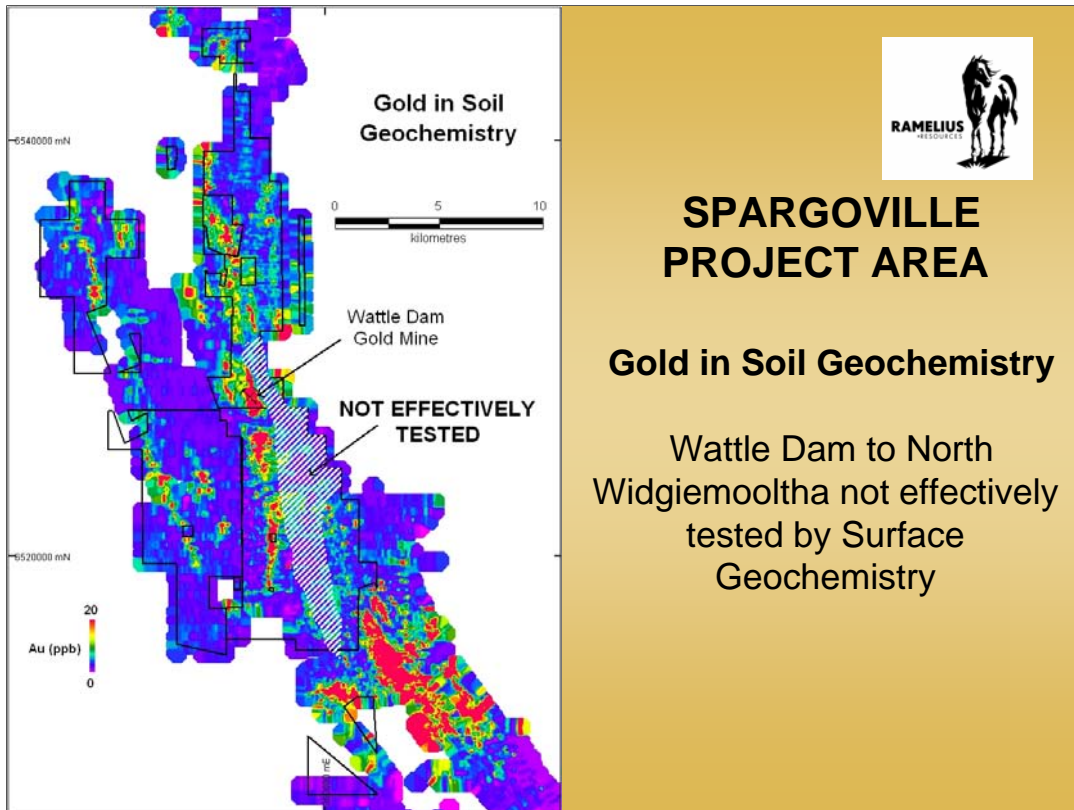 Gold in Soil
Geochemistry
6540000 mN
0 5 10
kilometres
Wattle Dam
Gold Mine
NOT EFFECTIVELY
TESTED
6520000 mN
20
Au (ppb)
0
mE
RAMELIUS
RESOURCES
SPARGOVILLE
PROJECT AREA
Gold in Soil Geochemistry
Wattle Dam to North
Widgiemooltha not effectively
tested by Surface
Geochemistry